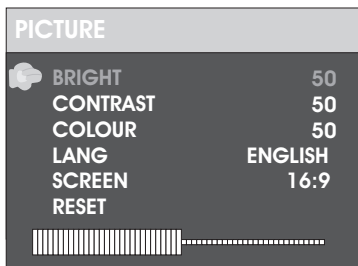 PICTURE
BRIGHT 50
CONTRAST 50
COLOUR 50
LANG ENGLISH
SCREEN 16:9
RESET